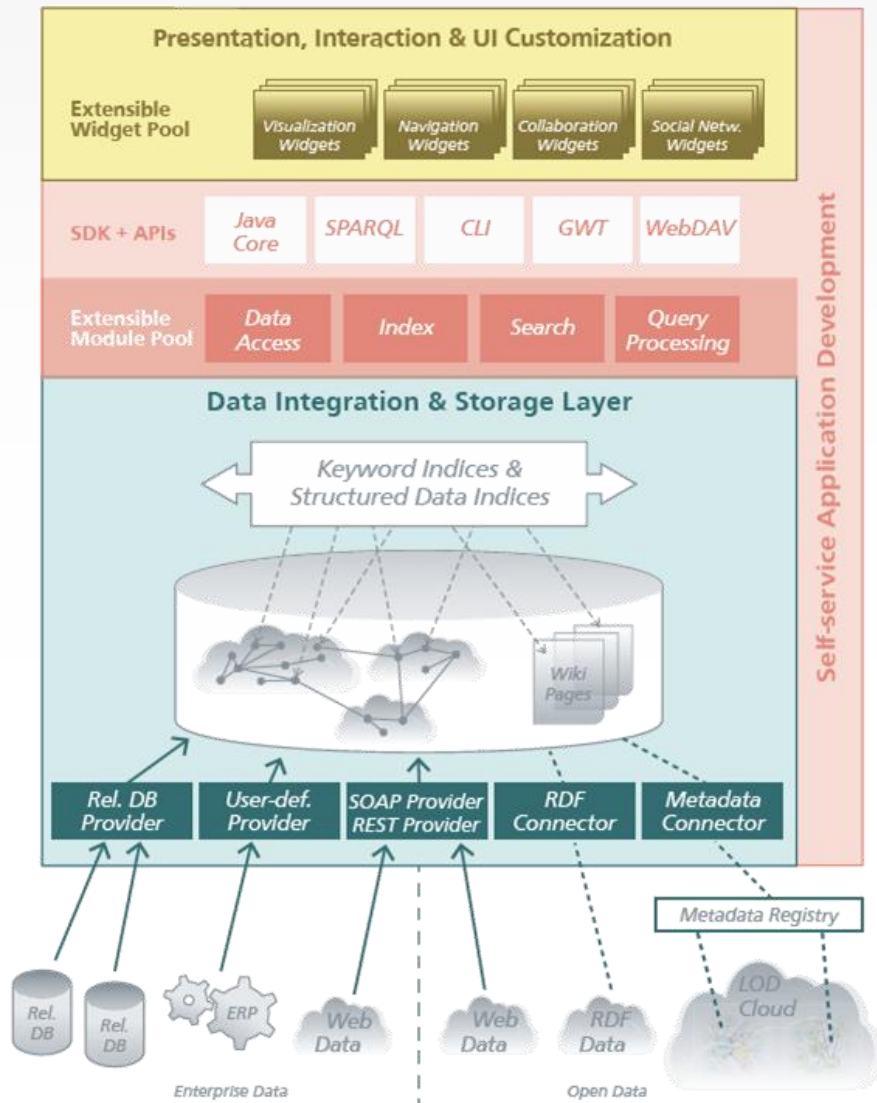 Presentation, Interaction & UI Customization
Extensible
Widget Pool
Visualization
Widgets
Navigation
Widgets
Collaboration
Widgets
Social Netw.
Widgets
SDK + APIs
Java
Core
SPARQL
CLI
GWT
WebDAV
Extensible
Module Pool
Data
Access
Index
Search
Query
Processing
Self-service Application Development
Data Integration & Storage Layer
Keyword Indices &
Structured Data Indices
Wiki
Pages
Rel. DB
Provider
User-def.
Provider
SOAP Provider
REST Provider
RDF
Connector
Metadata
Connector
Metadata Registry
Rel.
DB
Rel.
DB
ERP
Web
Data
Web
Data
RDF
Data
LOD
Cloud
Enterprise Data
Open Data